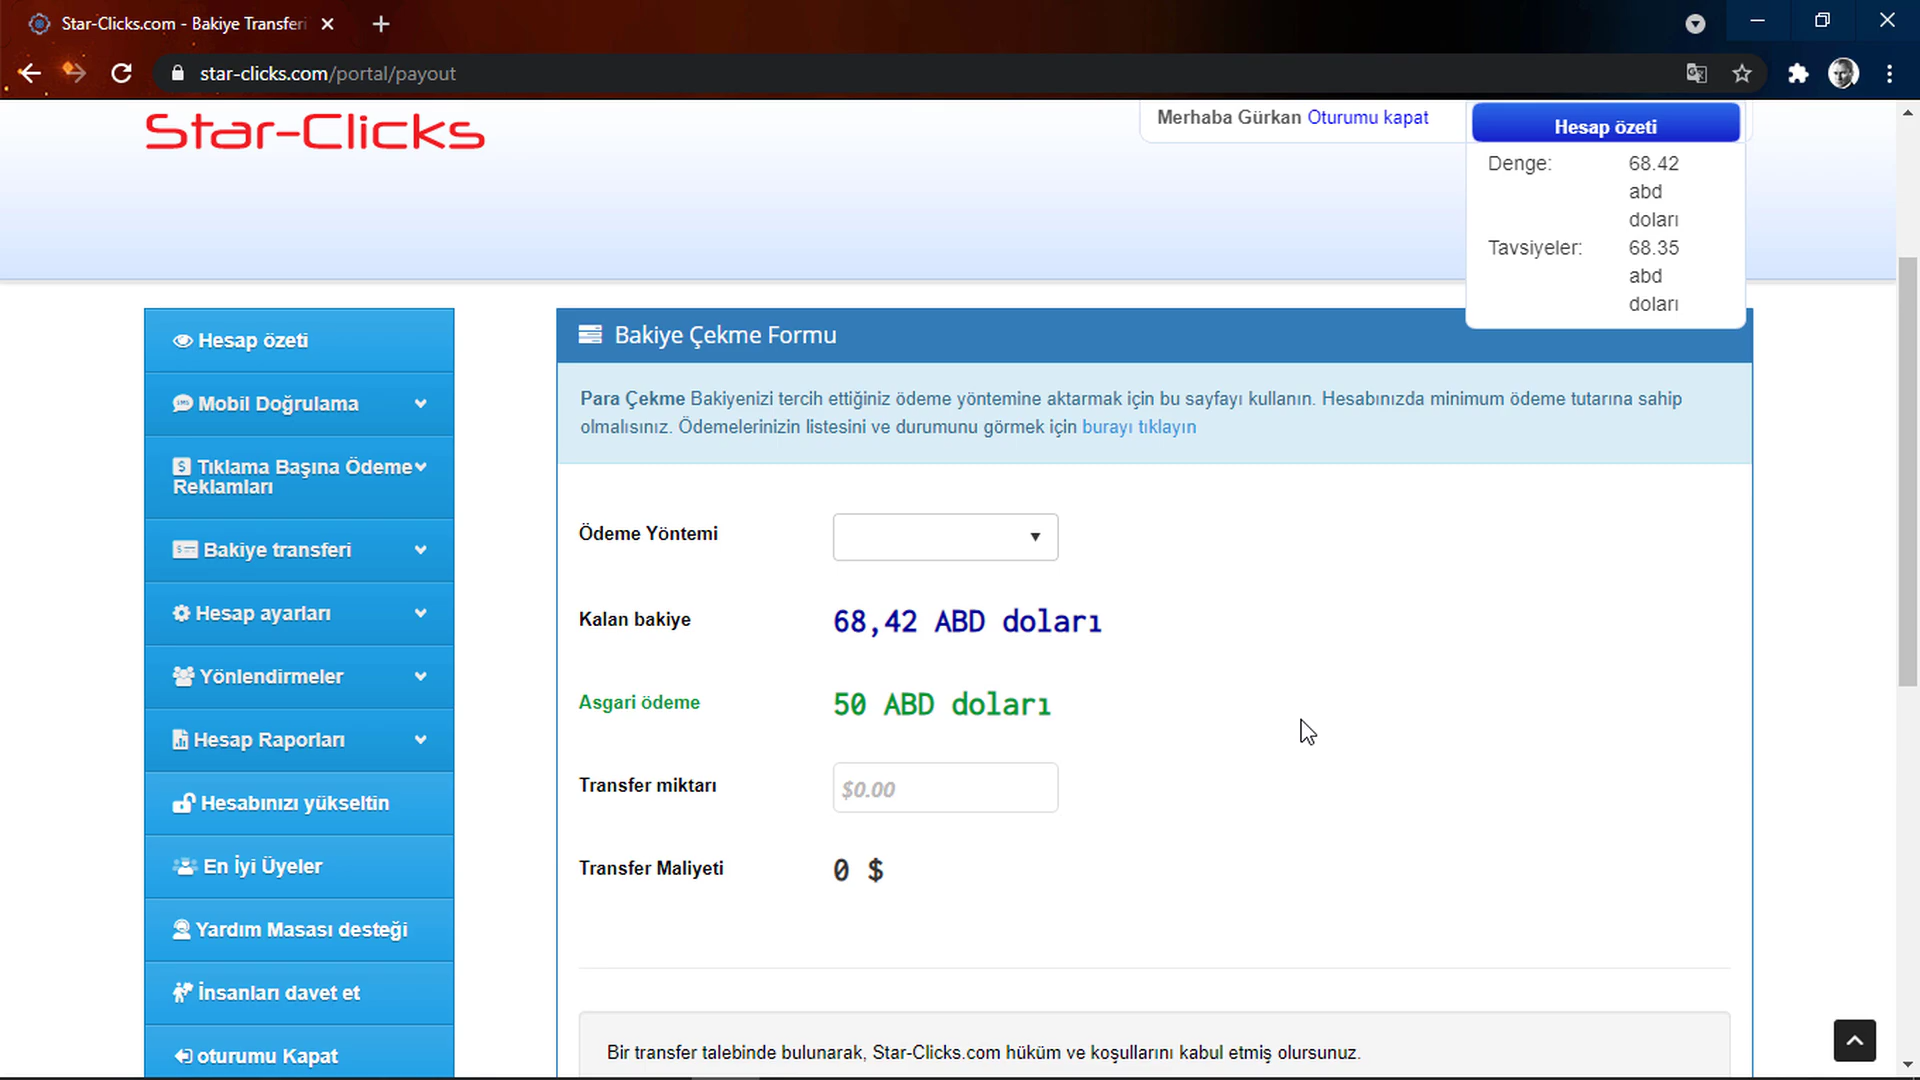 Star-Clicks.com - Bakiye Transferi
star-clicks.com/portal/payout
Star-Clicks
Merhaba Gürkan Oturumu kapat
Hesap özeti
Denge: 68.42
abd
doları
Tavsiyeler: 68.35
abd
doları
Hesap özeti
Mobil Doğrulama
Tıklama Başına Ödeme
Reklamları
Bakiye transferi
Hesap ayarları
Yönlendirmeler
Hesap Raporları
Hesabınızı yükseltin
En İyi Üyeler
Yardım Masası desteği
İnsanları davet et
oturumu Kapat
Bakiye Çekme Formu
Para Çekme Bakiyenizi tercih ettiğiniz ödeme yöntemine aktarmak için bu sayfayı kullanın. Hesabınızda minimum ödeme tutarına sahip
olmalısınız. Ödemelerinizin listesini ve durumunu görmek için burayı tıklayın
Ödeme Yöntemi
Kalan bakiye 68,42 ABD doları
Asgari ödeme 50 ABD doları
Transfer miktarı $0.00
Transfer Maliyeti 0 $
Bir transfer talebinde bulunarak, Star-Clicks.com hüküm ve koşullarını kabul etmiş olursunuz.